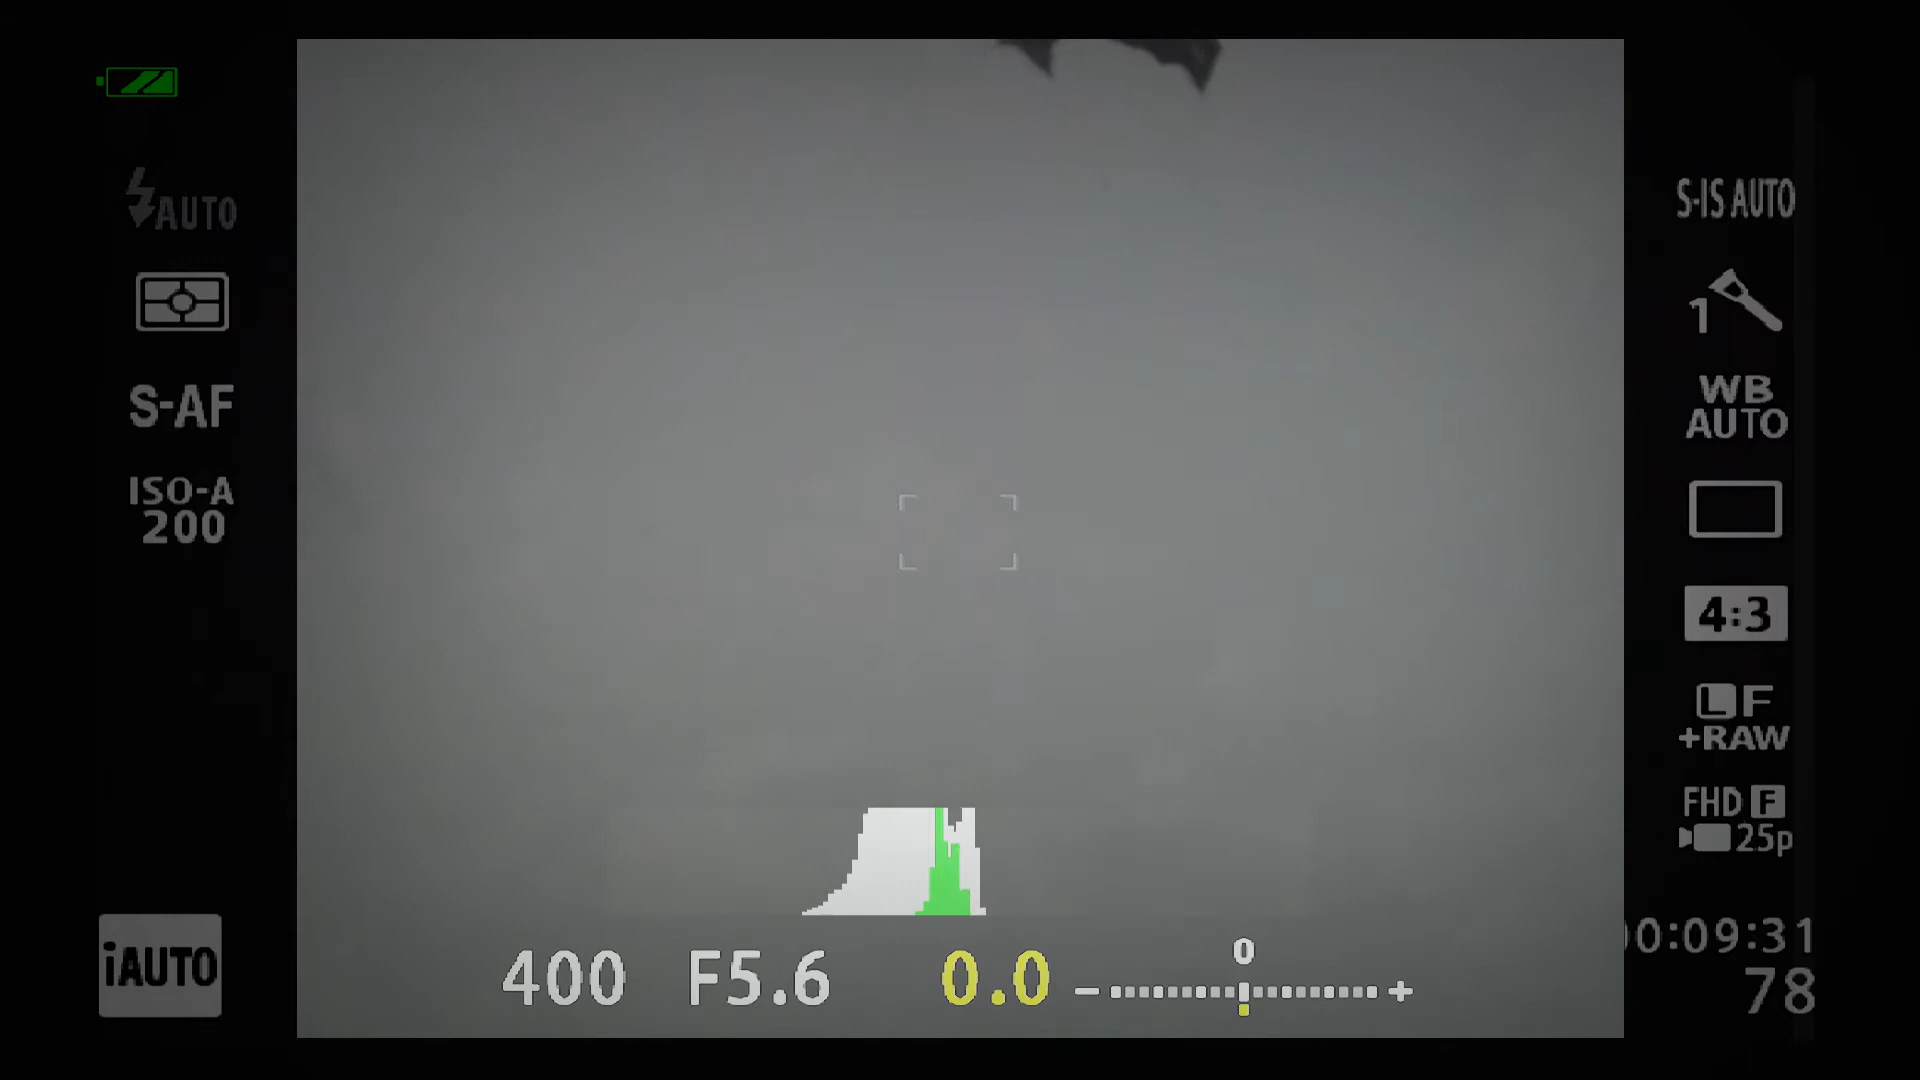 AUTO
S-AF
ISO-A
200
iAUTO
S-IS AUTO
1
WB
AUTO
4:3
L F
+RAW
FHD F
25p
00:09:31
78
400 F5.6 0.0
0
- +